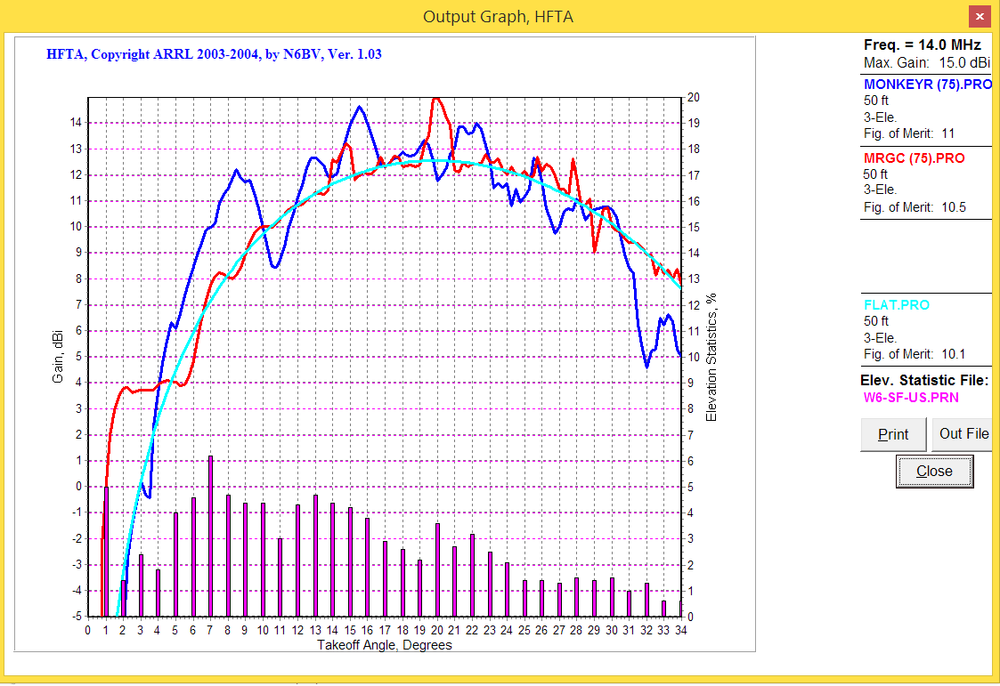 Output Graph, HFTA
x
HFTA, Copyright ARRL 2003-2004, by N6BV, Ver. 1.03
Gain, dBi
14
13
12
11
10
9
8
7
6
5
4
3
2
1
0
-1
-2
-3
-4
-5
20
19
18
17
16
15
14
13
12
11
10
9
8
7
6
5
4
3
2
1
0
Elevation Statistics, %
0 1 2 3 4 5 6 7 8 9 10 11 12 13 14 15 16 17 18 19 20 21 22 23 24 25 26 27 28 29 30 31 32 33 34
Takeoff Angle, Degrees
Freq. = 14.0 MHz
Max. Gain: 15.0 dBi
MONKEYR (75).PRO
50 ft
3-Ele.
Fig. of Merit: 11
MRGC (75).PRO
50 ft
3-Ele.
Fig. of Merit: 10.5
FLAT.PRO
50 ft
3-Ele.
Fig. of Merit: 10.1
Elev. Statistic File:
W6-SF-US.PRN
Print
Out File
Close